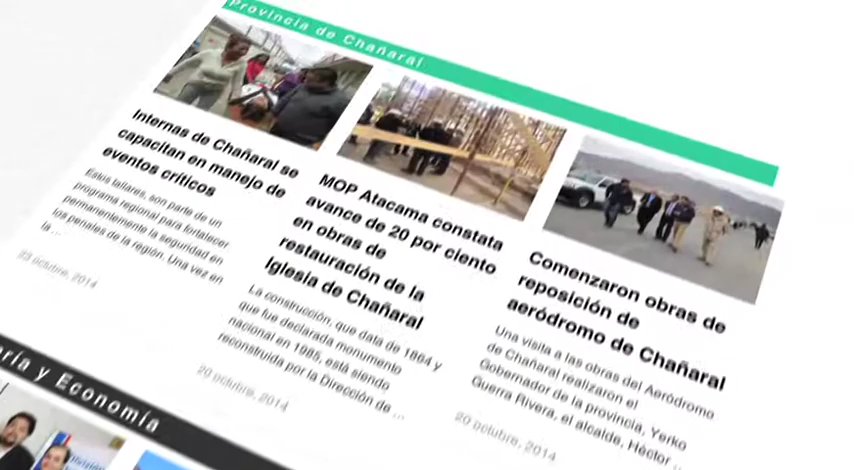 Provincia de Chañaral
Internas de Chañaral se
capacitan en manejo de
eventos críticos
Estos talleres, son parte de un
programa regional para fortalecer
permanentemente la seguridad en
los penales de la región. Una vez en
la ...
23 octubre, 2014
MOP Atacama constata
avance de 20 por ciento
en obras de
restauración de la
Iglesia de Chañaral
La construcción, que data de 1864 y
que fue declarada monumento
nacional en 1985, está siendo
reconstruida por la Dirección de ...
20 octubre, 2014
Comenzaron obras de
reposición de
aeródromo de Chañaral
Una visita a las obras del Aeródromo
de Chañaral realizaron el
Gobernador de la provincia, Yerko
Guerra Rivera, el alcalde, Héctor ...
20 octubre, 2014
y Economía